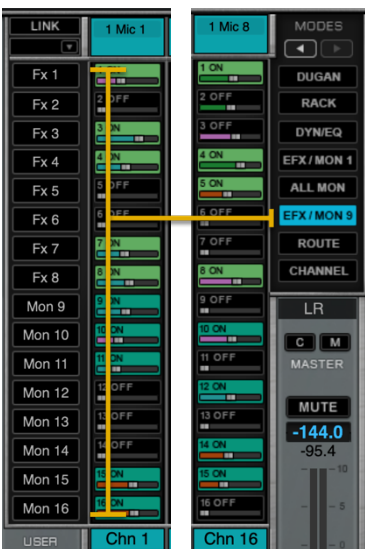 LINK
1 Mic 1
1 Mic 8
MODES
Fx 1
ON
1 ON
DUGAN
Fx 2
2 OFF
2 OFF
RACK
Fx 3
3 ON
3 OFF
DYN/EQ
Fx 4
4 ON
4 ON
EFX / MON 1
Fx 5
5 OFF
5 ON
ALL MON
Fx 6
6 OFF
6 OFF
EFX / MON 9
Fx 7
7 ON
7 OFF
ROUTE
Fx 8
8 ON
8 ON
CHANNEL
Mon 9
9 ON
9 OFF
LR
Mon 10
10 ON
10 ON
C
M
Mon 11
11 ON
11 OFF
MASTER
Mon 12
12 OFF
12 ON
Mon 13
13 OFF
13 OFF
MUTE
Mon 14
14 OFF
14 ON
-144.0
-95.4
Mon 15
15 ON
15 ON
10
Mon 16
16 ON
16 OFF
5
USER
Chn 1
Chn 16
0